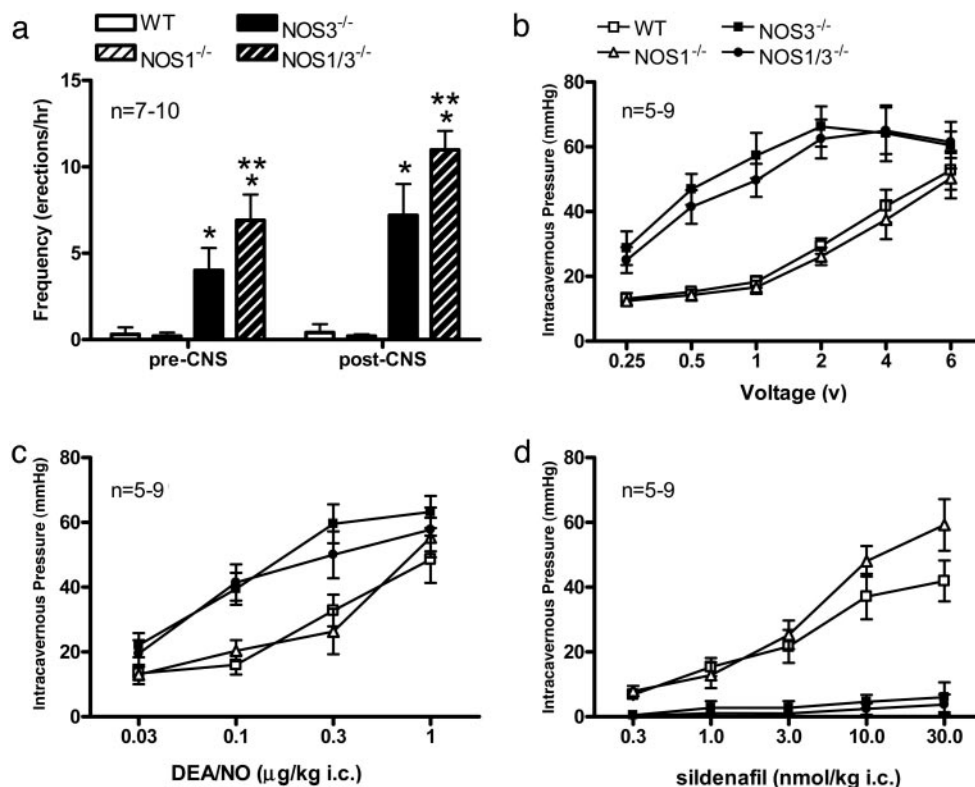 a
WT
NOS3-/-
NOS1-/-
NOS1/3-/-
n=7-10
Frequency (erections/hr)
15
10
5
0
*
**
*
*
**
*
pre-CNS
post-CNS
b
WT
NOS3-/-
NOS1-/-
NOS1/3-/-
n=5-9
Intracavernous Pressure (mmHg)
80
60
40
20
0
0.25 0.5 1 2 4 6
Voltage (v)
c
n=5-9
Intracavernous Pressure (mmHg)
80
60
40
20
0
0.03 0.1 0.3 1
DEA/NO (μg/kg i.c.)
d
n=5-9
Intracavernous Pressure (mmHg)
80
60
40
20
0
0.3 1.0 3.0 10.0 30.0
sildenafil (nmol/kg i.c.)